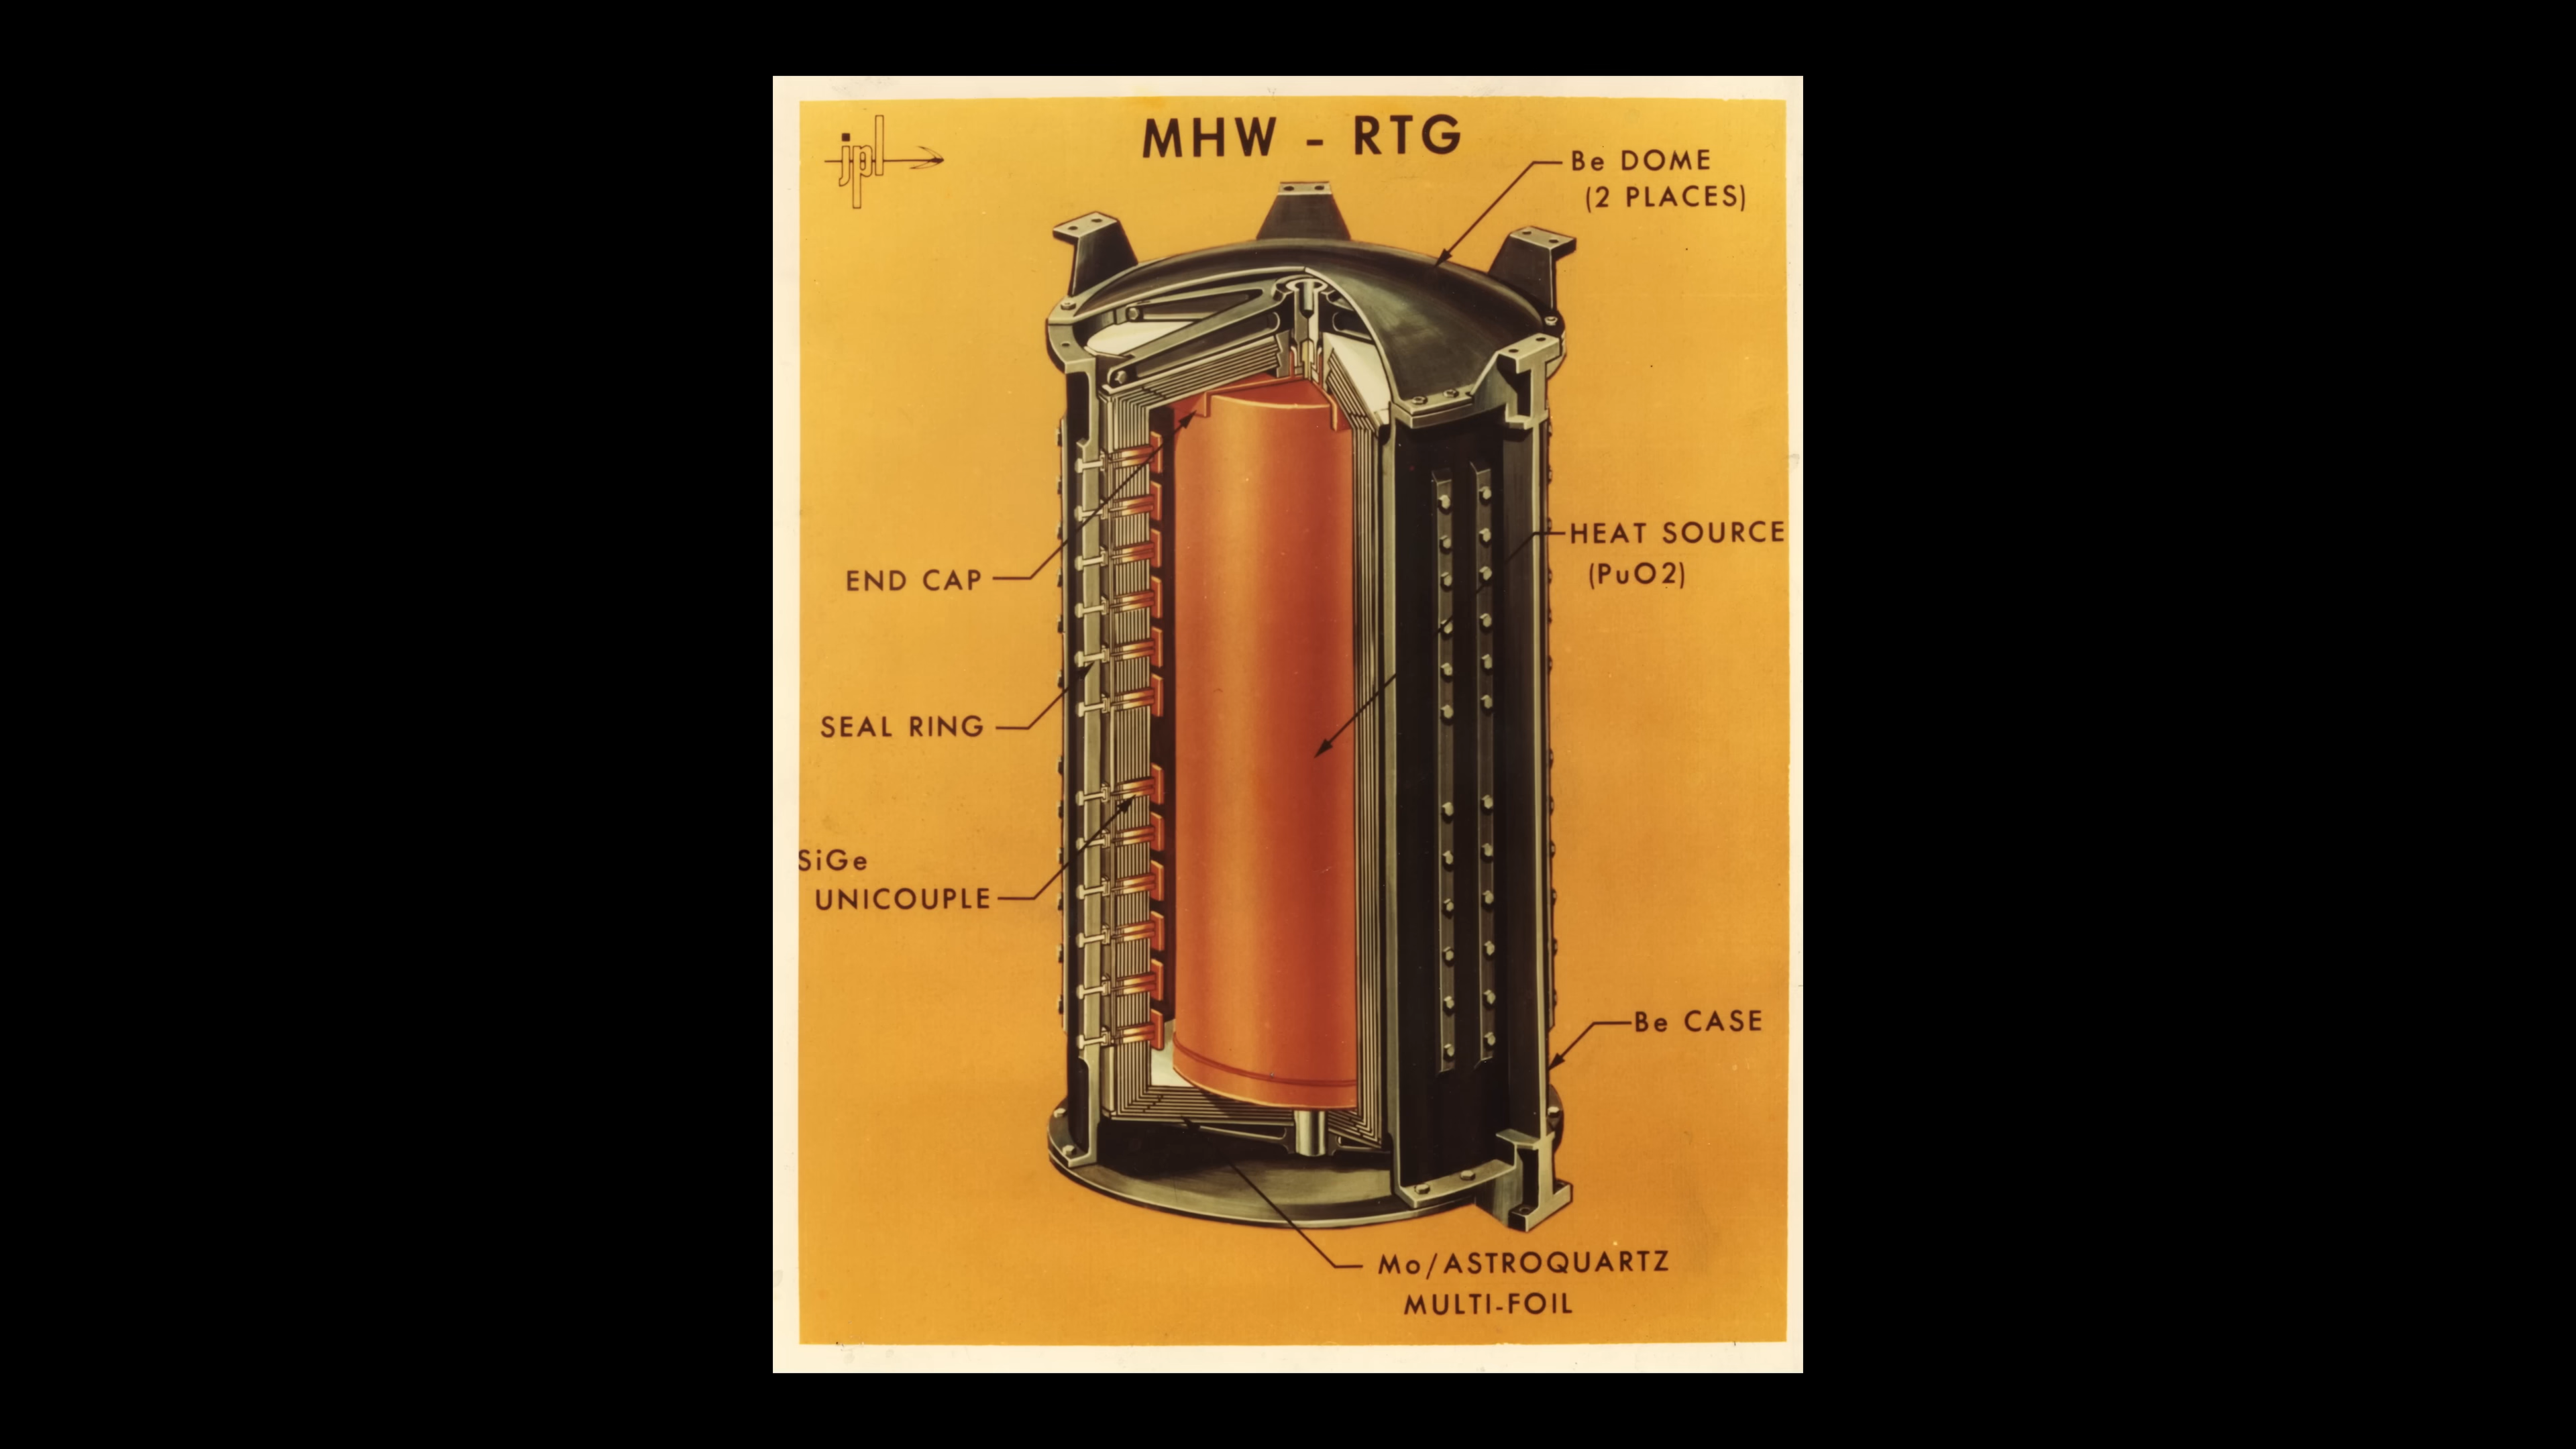 jpl
MHW - RTG
Be DOME
(2 PLACES)
HEAT SOURCE
(PuO2)
END CAP
SEAL RING
SiGe
UNICOUPLE
Be CASE
Mo/ASTROQUARTZ
MULTI-FOIL